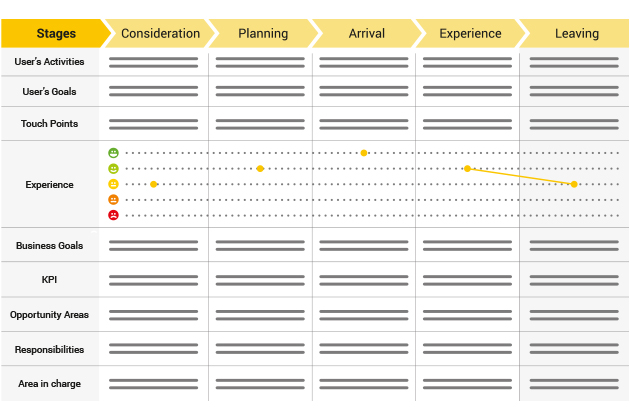 Stages Consideration Planning Arrival Experience Leaving
User's Activities
User's Goals
Touch Points
Experience
Business Goals
KPI
Opportunity Areas
Responsibilities
Area in charge